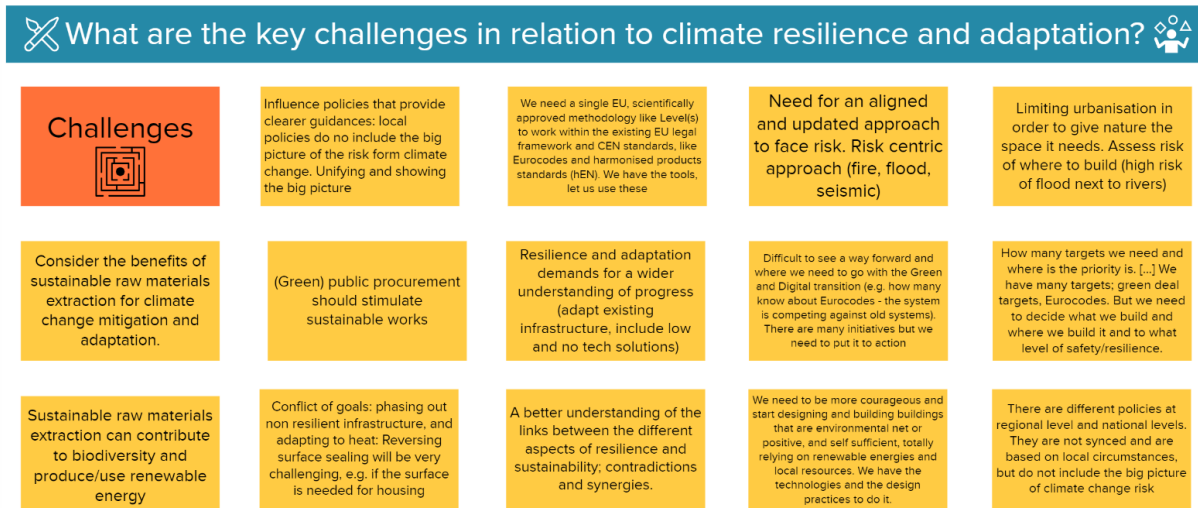 What are the key challenges in relation to climate resilience and adaptation?
Challenges
Influence policies that provide
clearer guidances: local
policies do no include the big
picture of the risk form climate
change. Unifying and showing
the big picture
We need a single EU, scientifically
approved methodology like Level(s)
to work within the existing EU legal
framework and CEN standards, like
Eurocodes and harmonised products
standards (hEN). We have the tools,
let us use these
Need for an aligned
and updated approach
to face risk. Risk centric
approach (fire, flood,
seismic)
Limiting urbanisation in
order to give nature the
space it needs. Assess risk
of where to build (high risk
of flood next to rivers)
Consider the benefits of
sustainable raw materials
extraction for climate
change mitigation and
adaptation.
(Green) public procurement
should stimulate
sustainable works
Resilience and adaptation
demands for a wider
understanding of progress
(adapt existing
infrastructure, include low
and no tech solutions)
Difficult to see a way forward and
where we need to go with the Green
and Digital transition (e.g. how many
know about Eurocodes - the system
is competing against old systems).
There are many initiatives but we
need to put it to action
How many targets we need and
where is the priority is. [...] We
have many targets; green deal
targets, Eurocodes. But we need
to decide what we build and
where we build it and to what
level of safety/resilience.
Sustainable raw materials
extraction can contribute
to biodiversity and
produce/use renewable
energy
Conflict of goals: phasing out
non resilient infrastructure, and
adapting to heat: Reversing
surface sealing will be very
challenging, e.g. if the surface
is needed for housing
A better understanding of the
links between the different
aspects of resilience and
sustainability; contradictions
and synergies.
We need to be more courageous and
start designing and building buildings
that are environmental net or
positive, and self sufficient, totally
relying on renewable energies and
local resources. We have the
technologies and the design
practices to do it.
There are different policies at
regional level and national levels.
They are not synced and are
based on local circumstances,
but do not include the big picture
of climate change risk